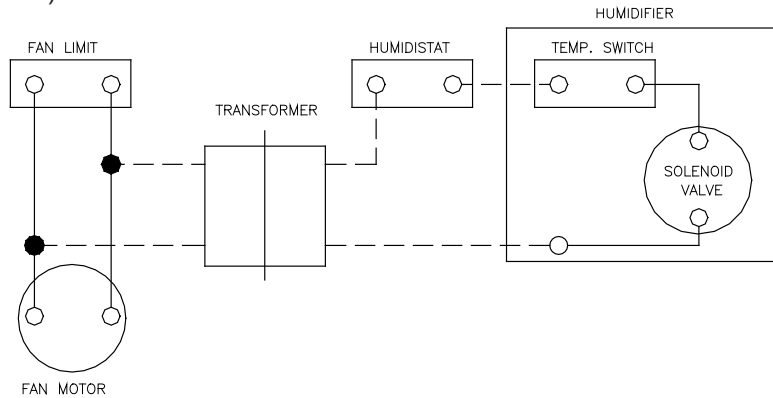 HUMIDIFIER
FAN LIMIT
HUMIDISTAT
TEMP. SWITCH
TRANSFORMER
SOLENOID
VALVE
FAN MOTOR